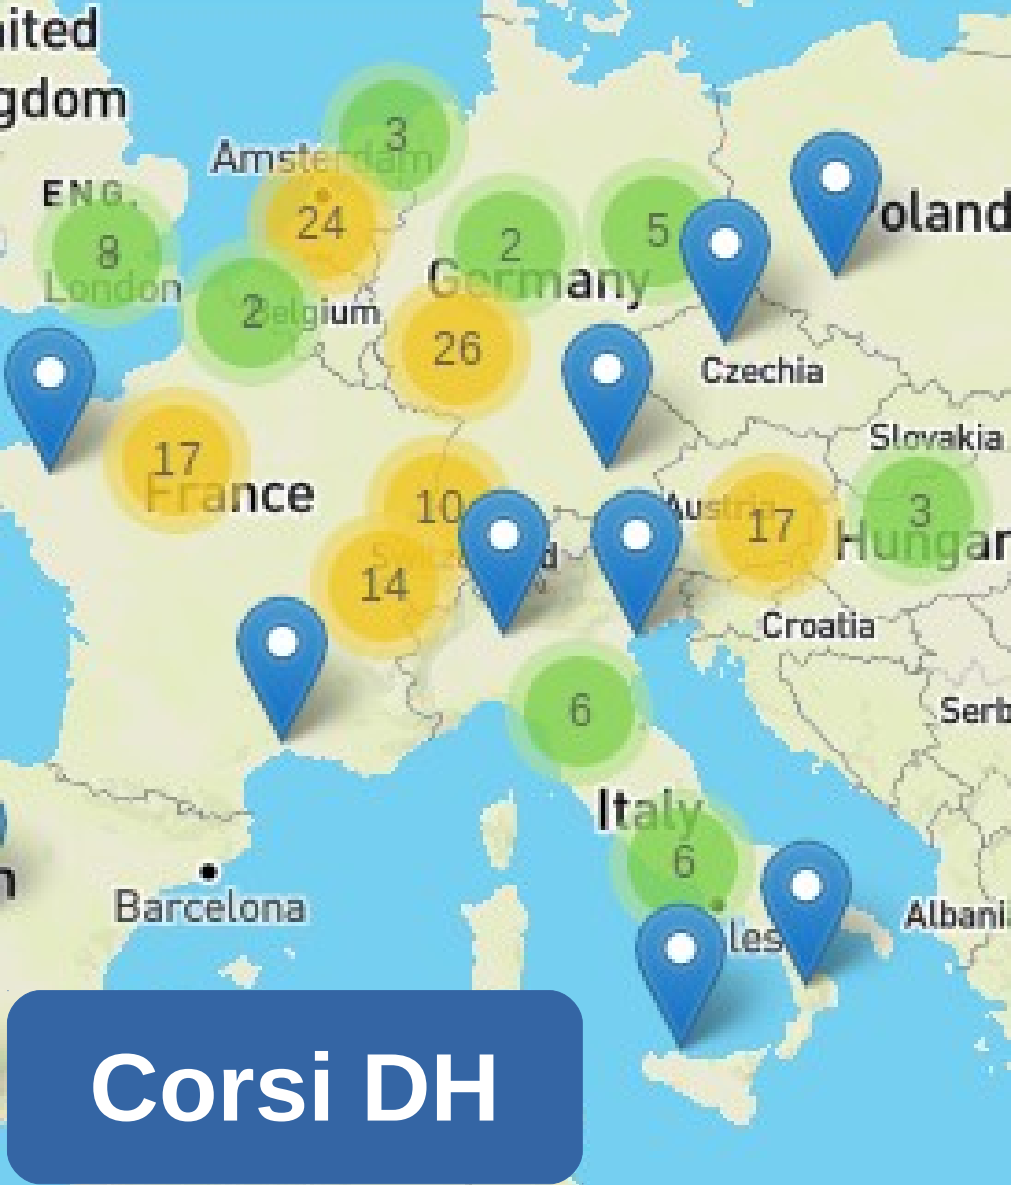 ited
gdom
3
Amsterdam
ENG.
24
oland
8
2
5
London
Germany
2
Belgium
26
Czechia
Slovakia
17
France
10
Austria
17
3
Hungar
14
Croatia
6
Serb
Italy
6
n
Barcelona
les
Albani
Corsi DH